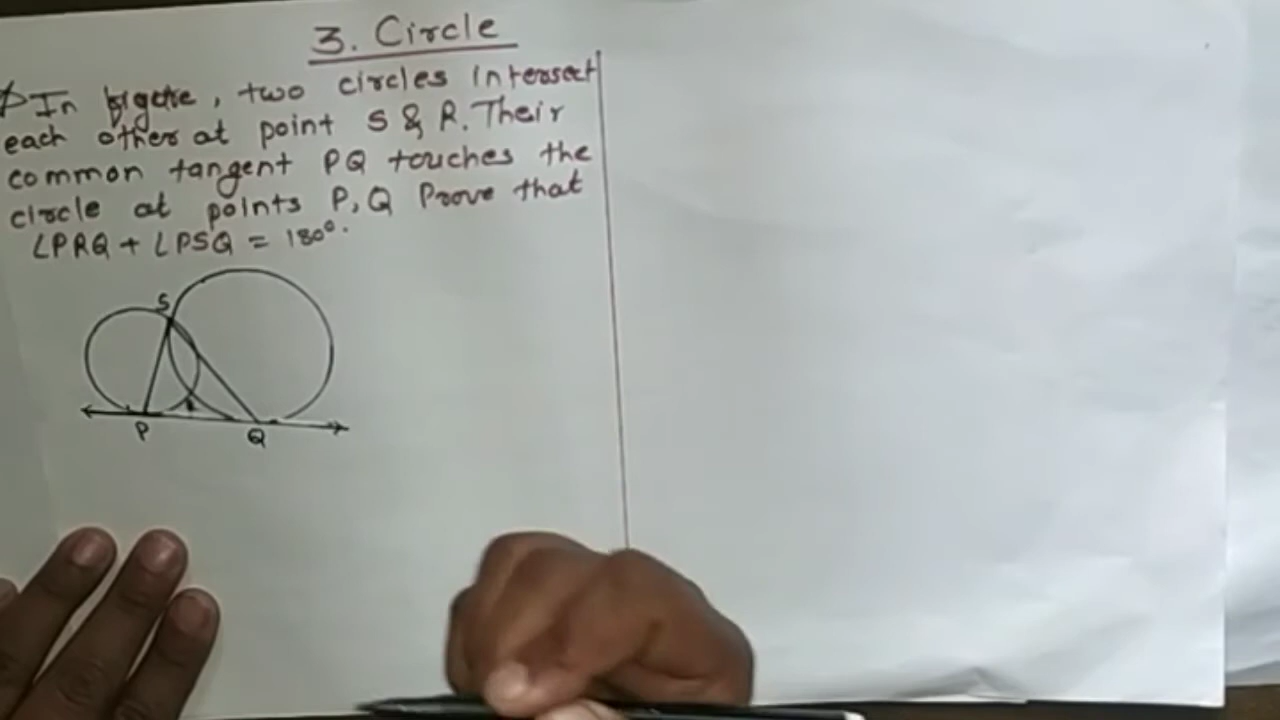 3. Circle
In figure, two circles intersect
each other at point S & R. Their
common tangent PQ touches the
circle at points P, Q Prove that
∠PRQ + ∠PSQ = 180°.
S
P
Q